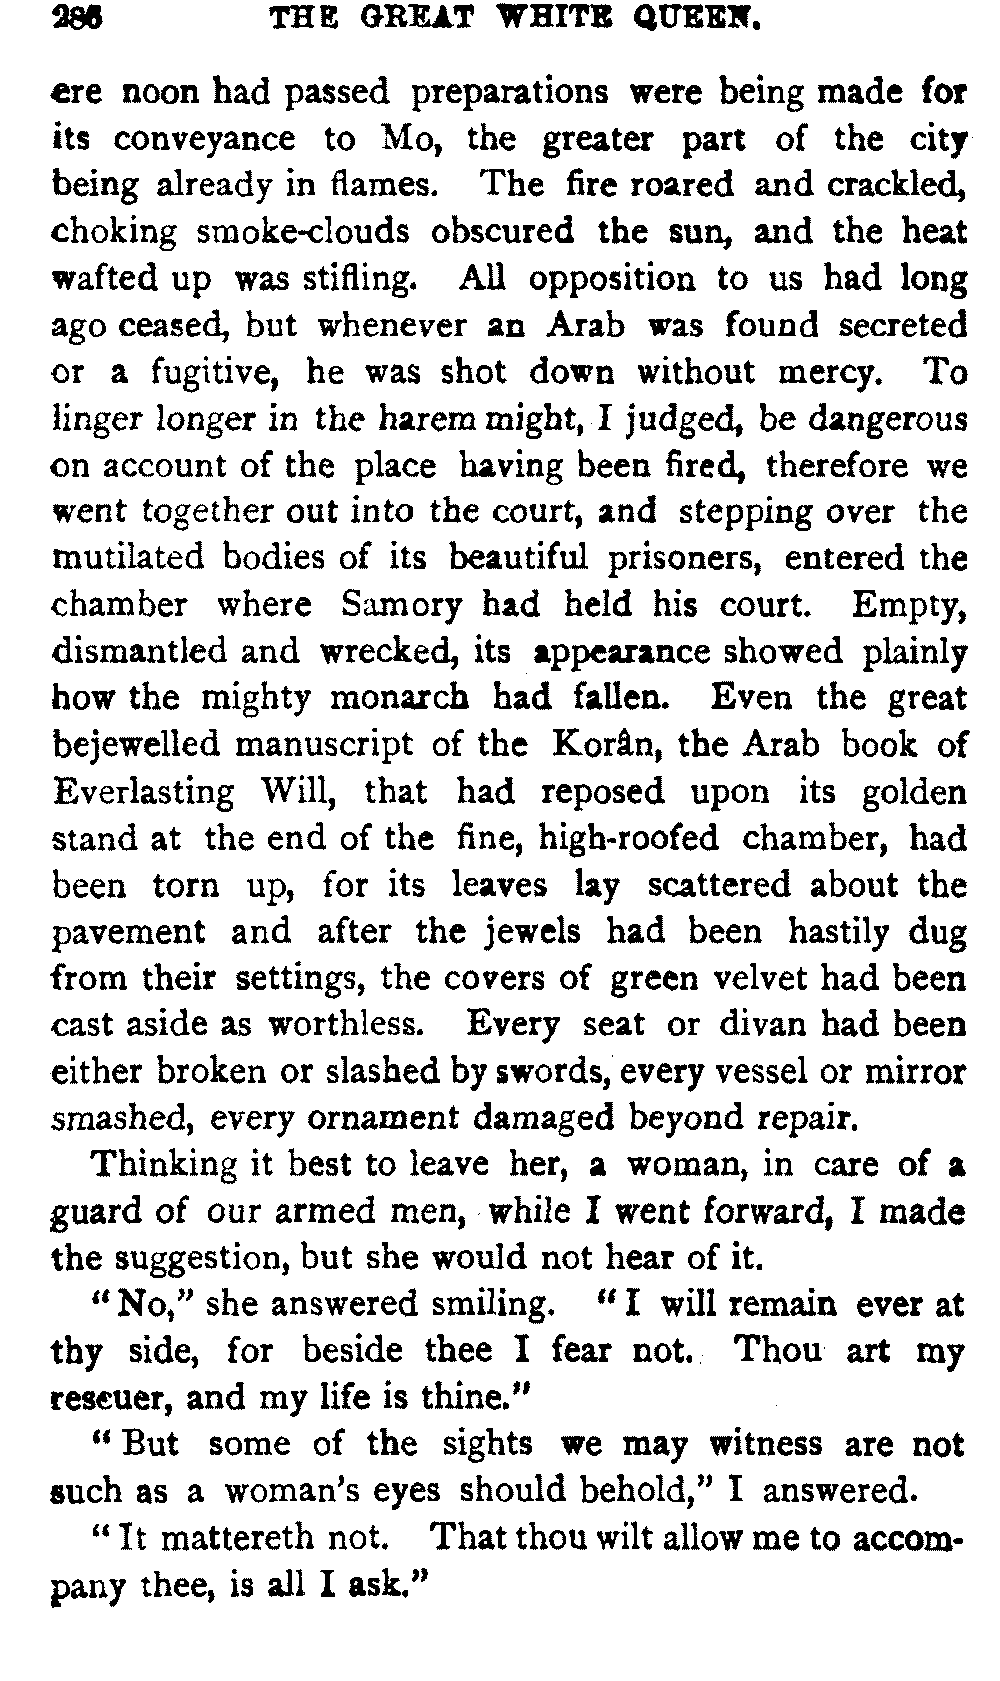 286 THE GREAT WHITE QUEEN.
ere noon had passed preparations were being made for
its conveyance to Mo, the greater part of the city
being already in flames. The fire roared and crackled,
choking smoke-clouds obscured the sun, and the heat
wafted up was stifling. All opposition to us had long
ago ceased, but whenever an Arab was found secreted
or a fugitive, he was shot down without mercy. To
linger longer in the harem might, I judged, be dangerous
on account of the place having been fired, therefore we
went together out into the court, and stepping over the
mutilated bodies of its beautiful prisoners, entered the
chamber where Samory had held his court. Empty,
dismantled and wrecked, its appearance showed plainly
how the mighty monarch had fallen. Even the great
bejewelled manuscript of the Korân, the Arab book of
Everlasting Will, that had reposed upon its golden
stand at the end of the fine, high-roofed chamber, had
been torn up, for its leaves lay scattered about the
pavement and after the jewels had been hastily dug
from their settings, the covers of green velvet had been
cast aside as worthless. Every seat or divan had been
either broken or slashed by swords, every vessel or mirror
smashed, every ornament damaged beyond repair.
Thinking it best to leave her, a woman, in care of a
guard of our armed men, while I went forward, I made
the suggestion, but she would not hear of it.
"No," she answered smiling. "I will remain ever at
thy side, for beside thee I fear not. Thou art my
rescuer, and my life is thine."
"But some of the sights we may witness are not
such as a woman's eyes should behold," I answered.
"It mattereth not. That thou wilt allow me to accom-
pany thee, is all I ask."